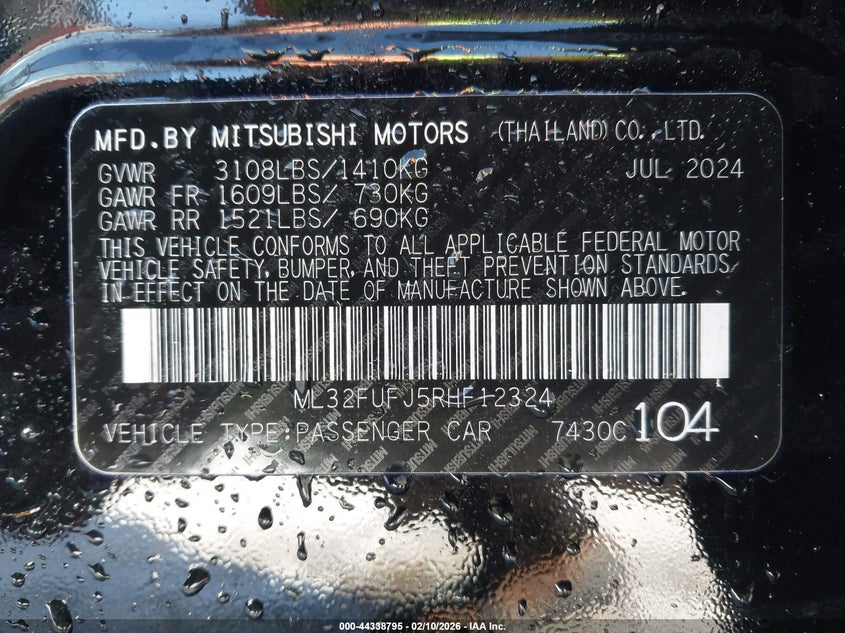 MFD.BY MITSUBISHI MOTORS (THAILAND)CO.,LTD.
GVWR 3108LBS/1410KG JUL 2024
GAWR FR 1609LBS/ 730KG
GAWR RR 1521LBS/ 690KG
THIS VEHICLE CONFORMS TO ALL APPLICABLE FEDERAL MOTOR
VEHICLE SAFETY, BUMPER, AND THEFT PREVENTION STANDARDS
IN EFFECT ON THE DATE OF MANUFACTURE SHOWN ABOVE.
ML32FUFJ5RHF12324
VEHICLE TYPE:PASSENGER CAR 7430C 104
000-44338795 - 02/10/2026 - IAA Inc.